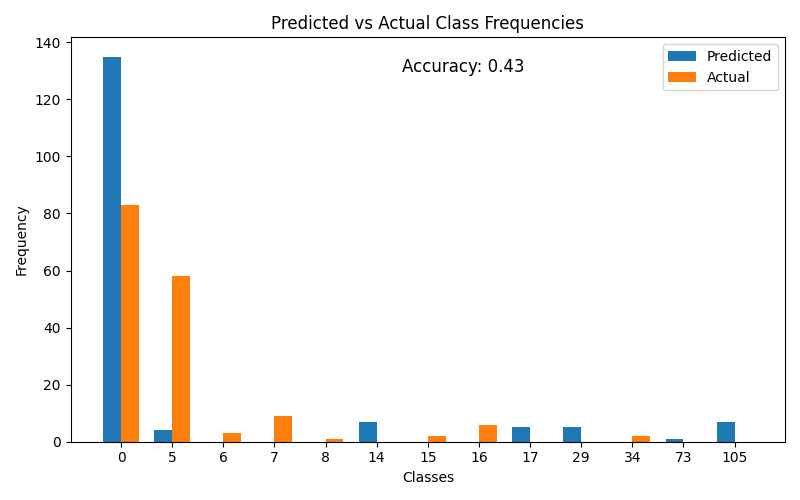 Predicted vs Actual Class Frequencies
Accuracy: 0.43
Predicted
Actual
Frequency
140
120
100
80
60
40
20
0
0 5 6 7 8 14 15 16 17 29 34 73 105
Classes